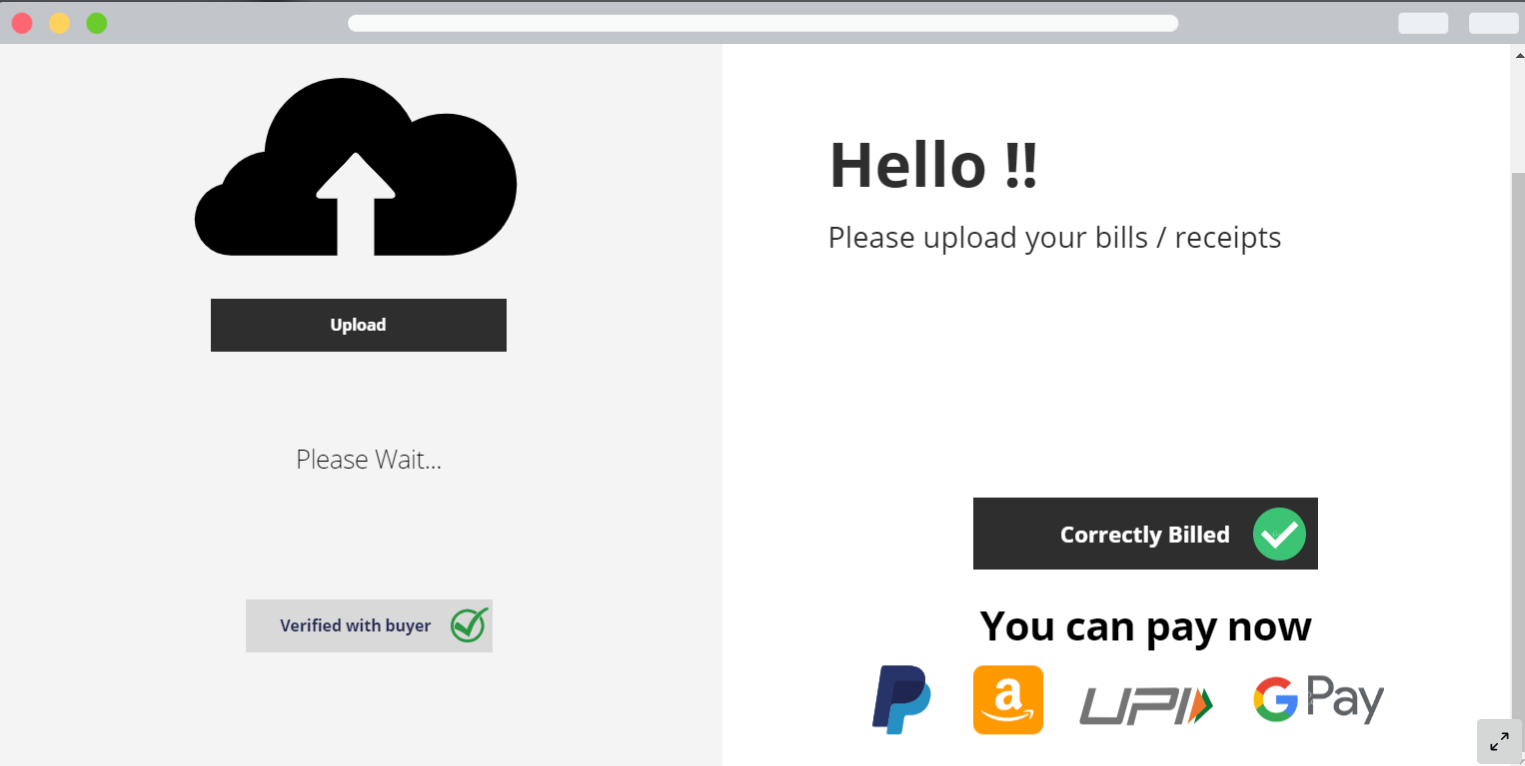 Upload
Please Wait...
Verified with buyer
Hello !!
Please upload your bills / receipts
Correctly Billed
You can pay now
P
a
UPI
G Pay